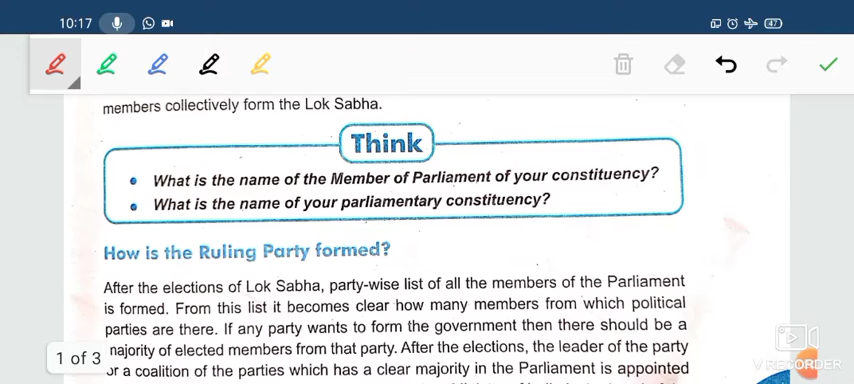 10:17
47
members collectively form the Lok Sabha.
Think
• What is the name of the Member of Parliament of your constituency?
• What is the name of your parliamentary constituency?
How is the Ruling Party formed?
After the elections of Lok Sabha, party-wise list of all the members of the Parliament
is formed. From this list it becomes clear how many members from which political
parties are there. If any party wants to form the government then there should be a
majority of elected members from that party. After the elections, the leader of the party
or a coalition of the parties which has a clear majority in the Parliament is appointed
1 of 3
V RECORDER